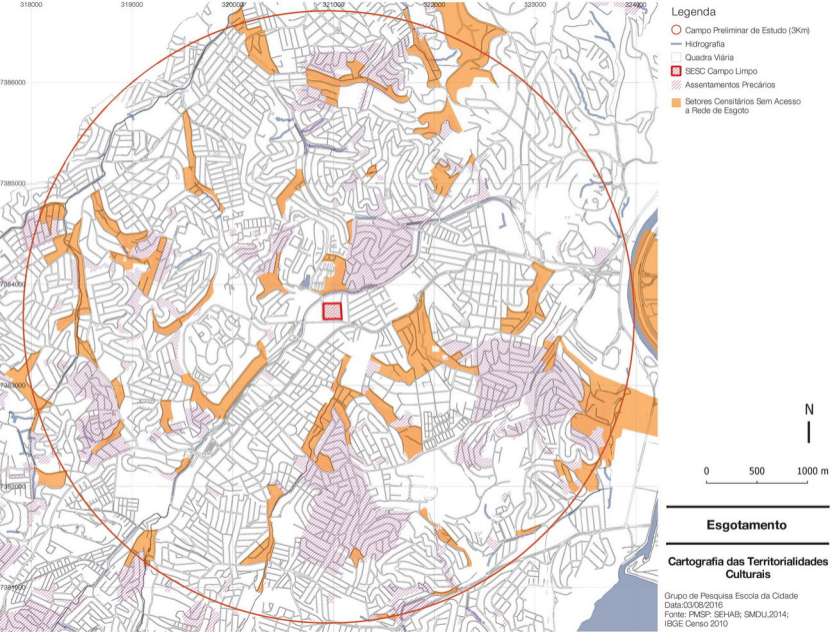 318000 319000 320000 321000 322000 323000 324000
7386000
7385000
7384000
7383000
7382000
7381000
Legenda
Campo Preliminar de Estudo (3Km)
Hidrografia
Quadra Viária
SESC Campo Limpo
Assentamentos Precários
Setores Censitários Sem Acesso
a Rede de Esgoto
N
0 500 1000 m
Esgotamento
Cartografia das Territorialidades
Culturais
Grupo de Pesquisa Escola da Cidade
Data:03/08/2016
Fonte: PMSP: SEHAB; SMDU,2014;
IBGE Censo 2010